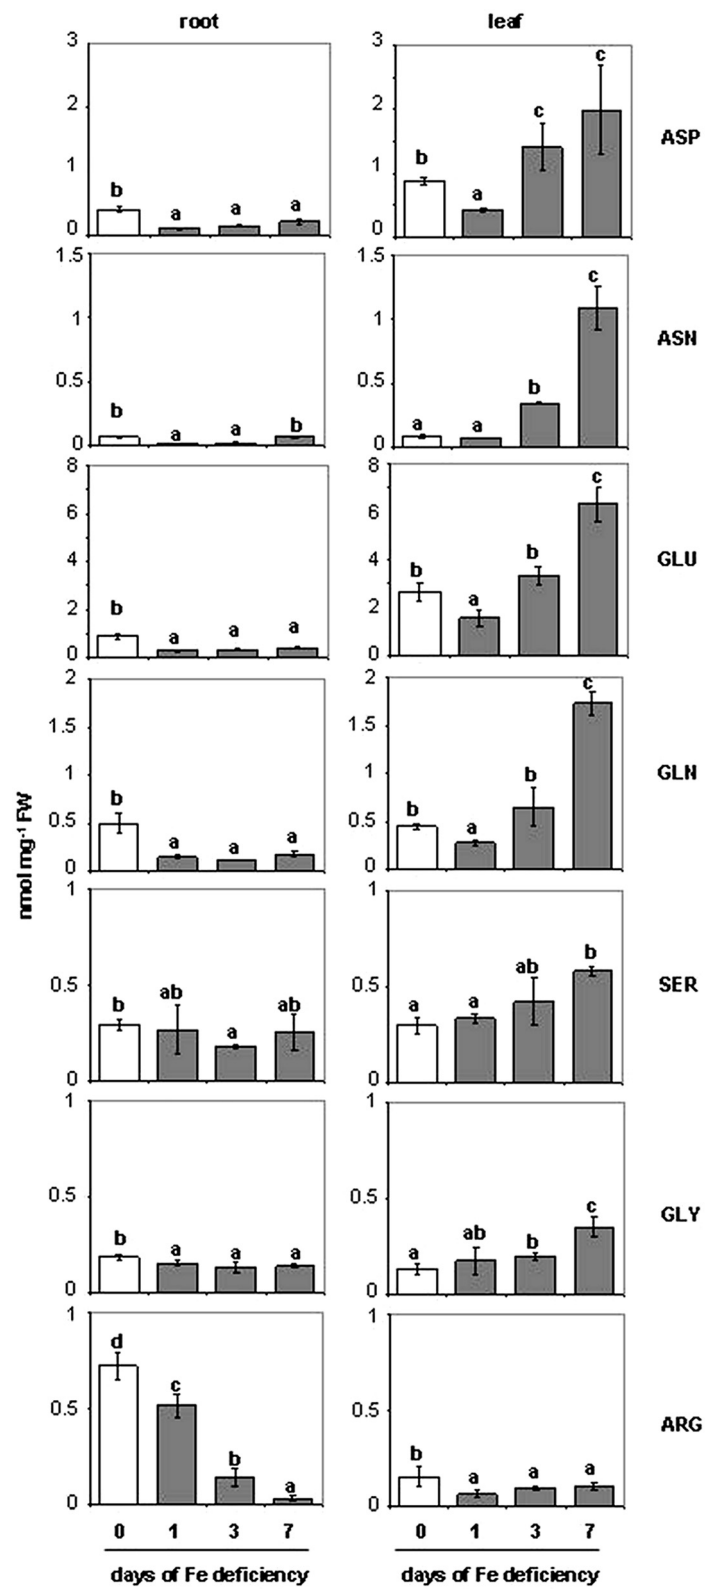 root leaf
3 3
2 2
1 1
0 0
b a a a b a c c
ASP
1.5 1.5
1 1
0.5 0.5
0 0
b a a b a a b c
ASN
8 8
6 6
4 4
2 2
0 0
b a a a b a b c
GLU
2 2
1.5 1.5
1 1
0.5 0.5
0 0
b a a a b a b c
GLN
nmol mg-1 FW
1 1
0.5 0.5
0 0
b ab a ab a a ab b
SER
1 1
0.5 0.5
0 0
b a a a a ab b c
GLY
1 1
0.5 0.5
0 0
d c b a b a a a
ARG
0 1 3 7 0 1 3 7
days of Fe deficiency days of Fe deficiency